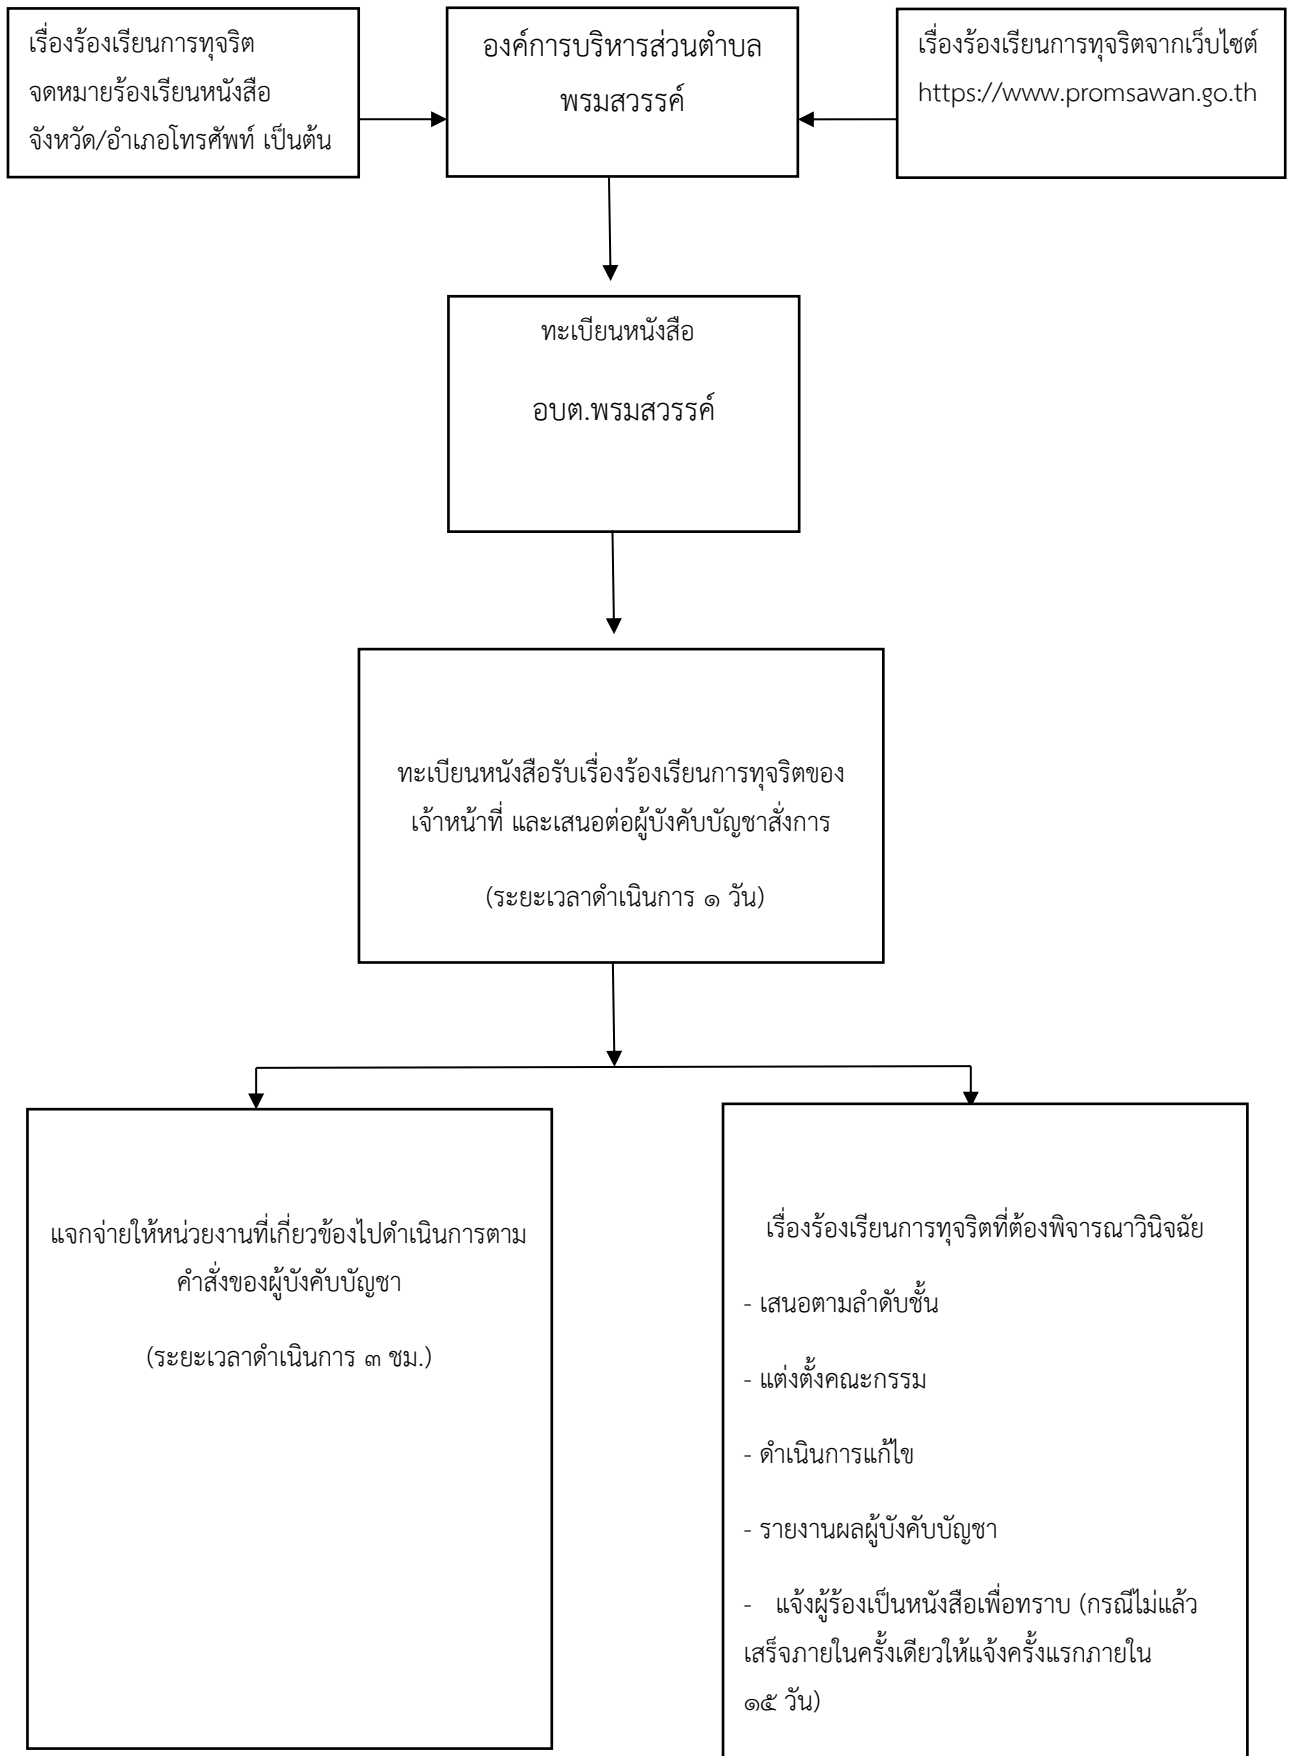 เรื่องร้องเรียนการทุจริต
จดหมายร้องเรียนหนังสือ
จังหวัด/อำเภอโทรศัพท์ เป็นต้น
องค์การบริหารส่วนตำบล
พรมสวรรค์
เรื่องร้องเรียนการทุจริตจากเว็บไซต์
https://www.promsawan.go.th
ทะเบียนหนังสือ
อบต.พรมสวรรค์
ทะเบียนหนังสือรับเรื่องร้องเรียนการทุจริตของ
เจ้าหน้าที่ และเสนอต่อผู้บังคับบัญชาสั่งการ
(ระยะเวลาดำเนินการ ๑ วัน)
แจกจ่ายให้หน่วยงานที่เกี่ยวข้องไปดำเนินการตาม
คำสั่งของผู้บังคับบัญชา
(ระยะเวลาดำเนินการ ๓ ชม.)
เรื่องร้องเรียนการทุจริตที่ต้องพิจารณาวินิจฉัย
- เสนอตามลำดับชั้น
- แต่งตั้งคณะกรรม
- ดำเนินการแก้ไข
- รายงานผลผู้บังคับบัญชา
- แจ้งผู้ร้องเป็นหนังสือเพื่อทราบ (กรณีไม่แล้ว
เสร็จภายในครั้งเดียวให้แจ้งครั้งแรกภายใน
๑๕ วัน)